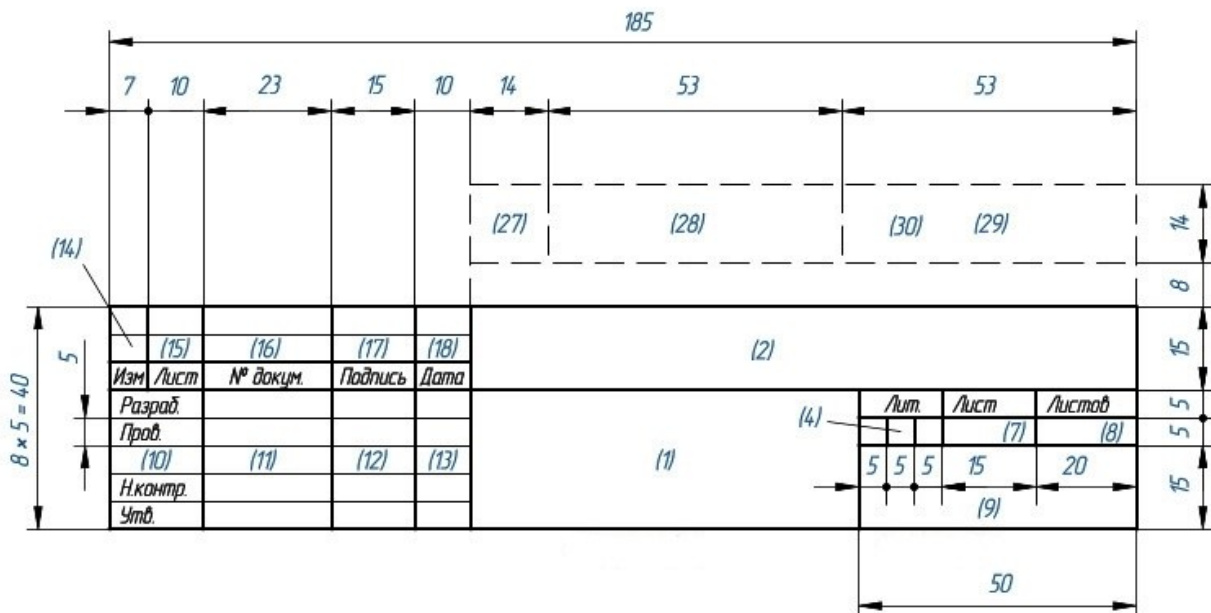 185
7 10 23 15 10 14 53 53
(27) (28) (30) (29) 14
(14)
8
(15) (16) (17) (18) (2) 15
5
Изм Лист № докум. Подпись Дата
8 × 5 = 40
Разраб. Лит. Лист Листов 5
Пров. (4) (7) (8) 5
(10) (11) (12) (13) (1) 5 5 5 15 20
15
Н.контр.
(9)
Утв.
50